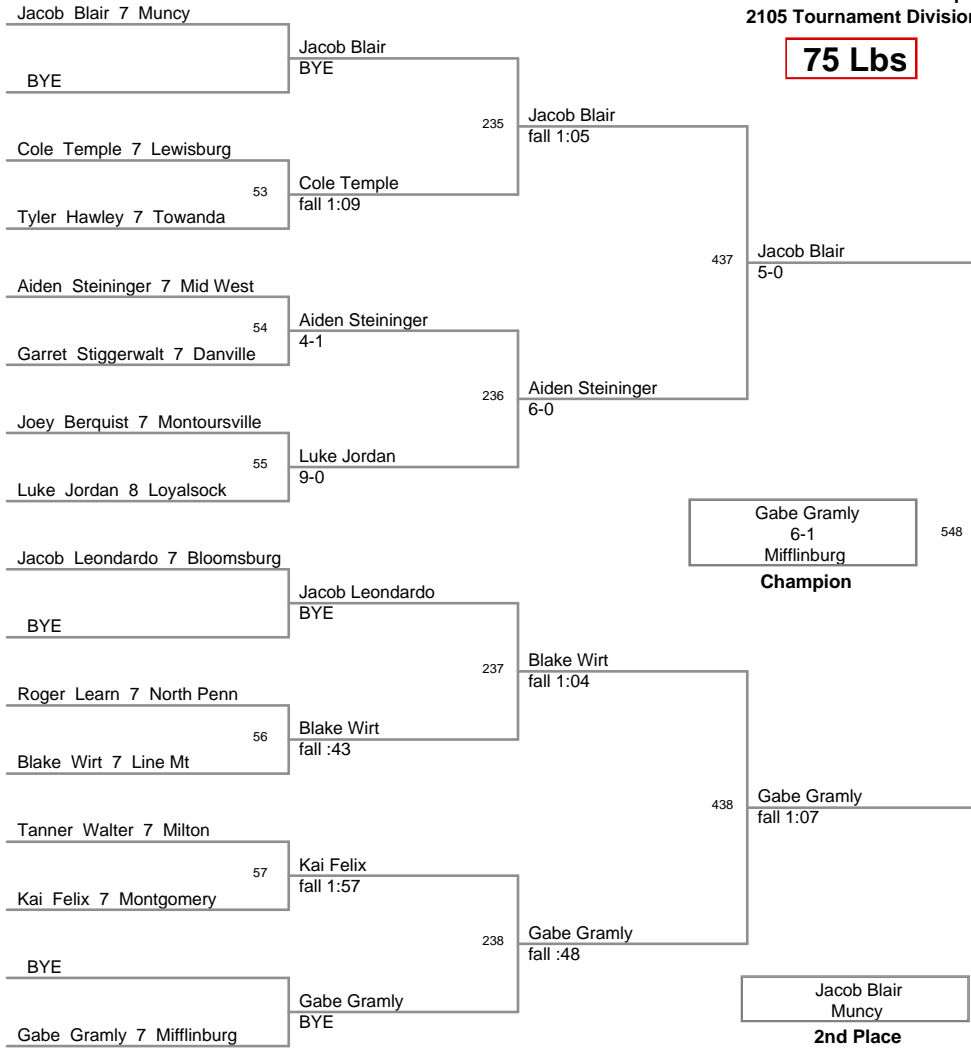 2105 Tournament Division
75 Lbs
Jacob Blair 7 Muncy
BYE
Cole Temple 7 Lewisburg
53
Tyler Hawley 7 Towanda
Aiden Steininger 7 Mid West
54
Garret Stiggerwalt 7 Danville
Joey Berquist 7 Montoursville
55
Luke Jordan 8 Loyalsock
Jacob Leondardo 7 Bloomsburg
BYE
Roger Learn 7 North Penn
56
Blake Wirt 7 Line Mt
Tanner Walter 7 Milton
57
Kai Felix 7 Montgomery
BYE
Gabe Gramly 7 Mifflinburg
Jacob Blair
BYE
235
Cole Temple
fall 1:09
Aiden Steininger
4-1
236
Luke Jordan
9-0
Jacob Leondardo
BYE
237
Blake Wirt
fall :43
Kai Felix
fall 1:57
238
Gabe Gramly
BYE
Jacob Blair
fall 1:05
437
Aiden Steininger
6-0
Blake Wirt
fall 1:04
438
Gabe Gramly
fall :48
Jacob Blair
5-0
Gabe Gramly
6-1
Mifflinburg
548
Champion
Gabe Gramly
fall 1:07
Jacob Blair
Muncy
2nd Place